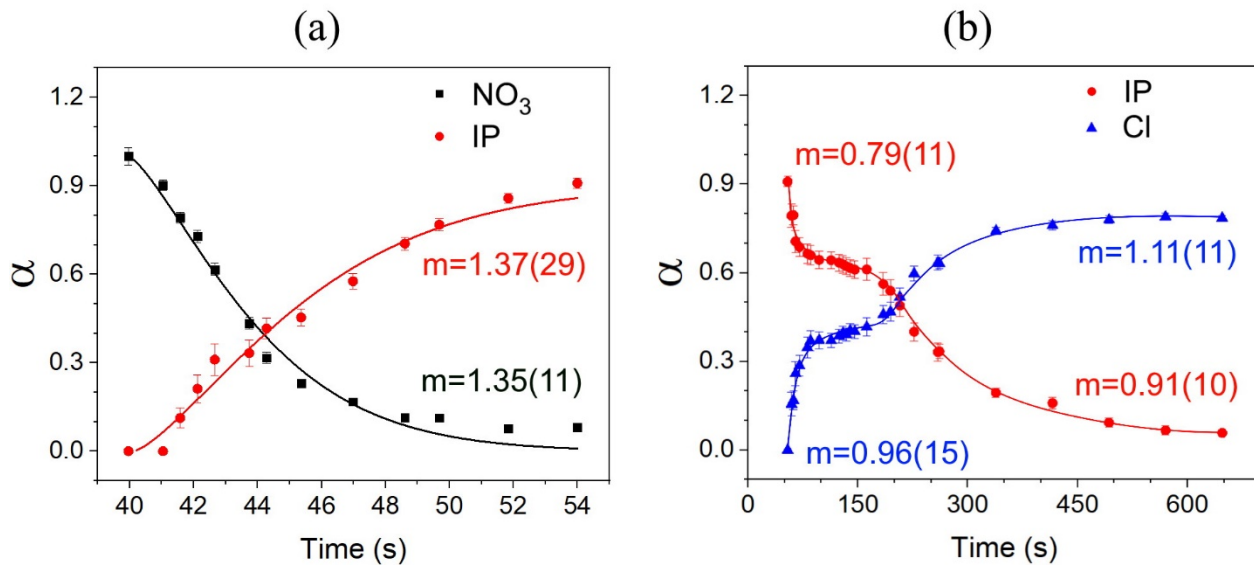 (a)
(b)
1.2
0.9
0.6
0.3
0.0
α
NO₃
IP
m=1.37(29)
m=1.35(11)
40 42 44 46 48 50 52 54
Time (s)
1.2
0.9
0.6
0.3
0.0
α
IP
Cl
m=0.79(11)
m=1.11(11)
m=0.91(10)
m=0.96(15)
0 150 300 450 600
Time (s)